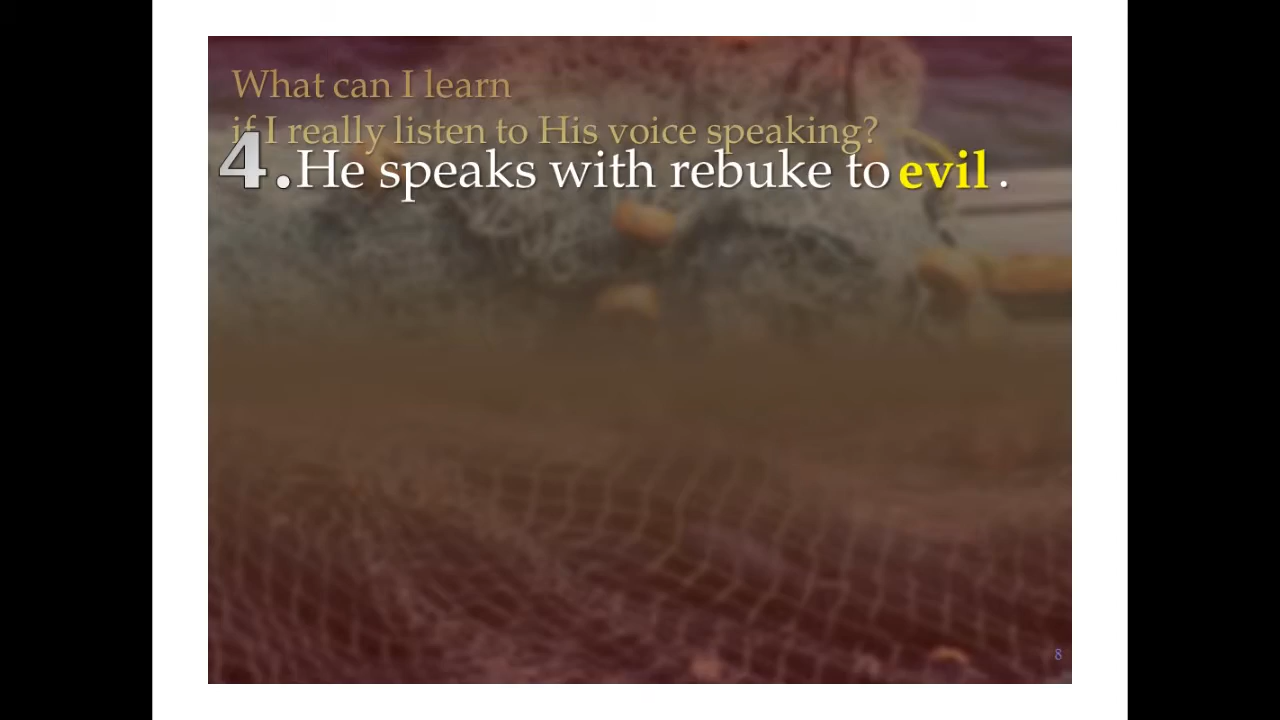 What can I learn
if I really listen to His voice speaking?
4. He speaks with rebuke to evil .
8